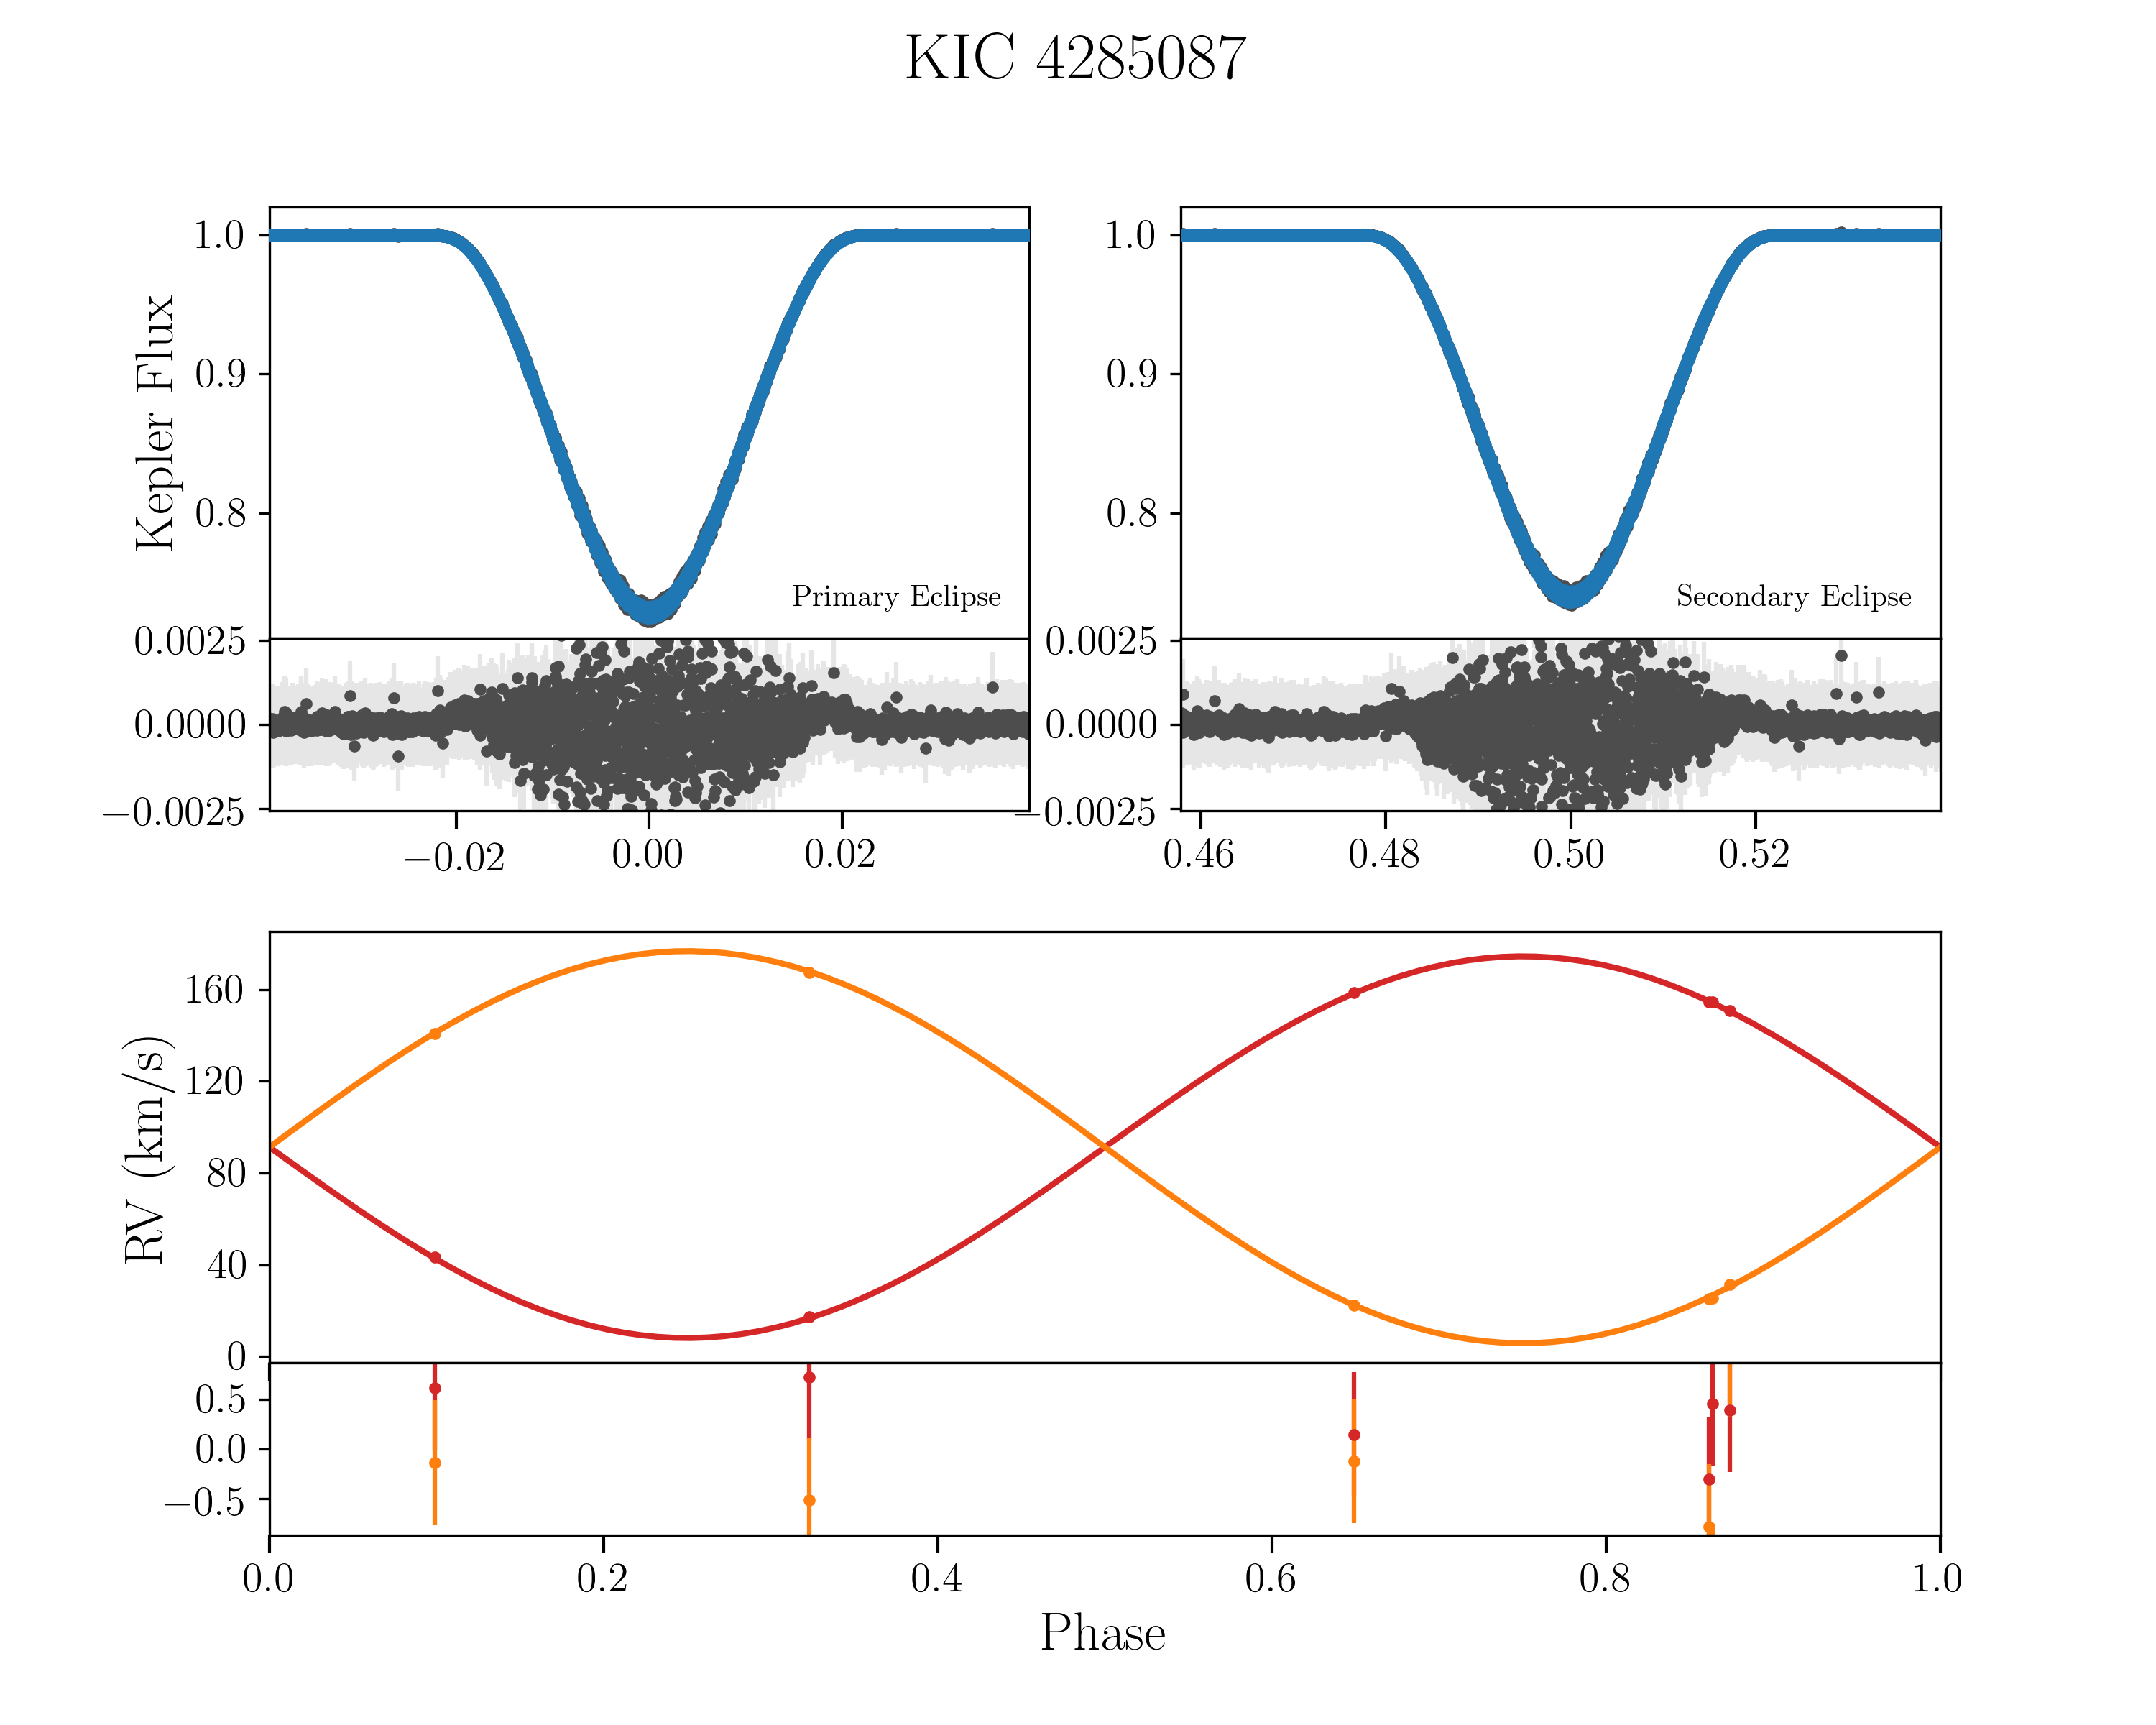 KIC 4285087
Kepler Flux
1.0
0.9
0.8
Primary Eclipse
0.0025
0.0000
−0.0025
−0.02 0.00 0.02
1.0
0.9
0.8
Secondary Eclipse
0.0025
0.0000
−0.0025
0.46 0.48 0.50 0.52
RV (km/s)
160
120
80
40
0
0.5
0.0
−0.5
0.0 0.2 0.4 0.6 0.8 1.0
Phase